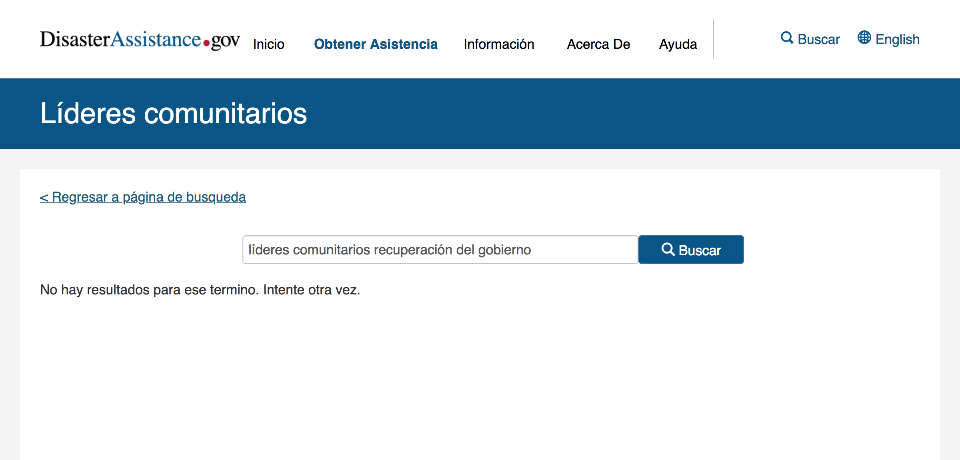 DisasterAssistance.gov Inicio Obtener Asistencia Información Acerca De Ayuda Buscar English
Líderes comunitarios
< Regresar a página de busqueda
líderes comunitarios recuperación del gobierno Buscar
No hay resultados para ese termino. Intente otra vez.